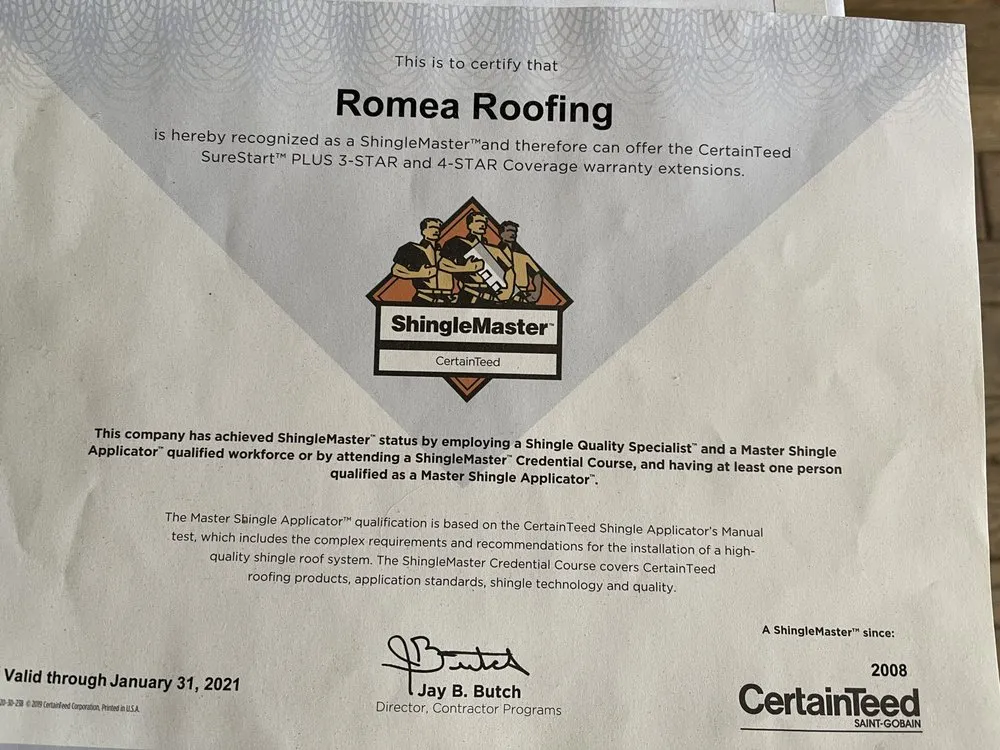 This is to certify that
Romea Roofing
is hereby recognized as a ShingleMaster™and therefore can offer the CertainTeed
SureStart™ PLUS 3-STAR and 4-STAR Coverage warranty extensions.
ShingleMaster™
CertainTeed
This company has achieved ShingleMaster™ status by employing a Shingle Quality Specialist™ and a Master Shingle
Applicator™ qualified workforce or by attending a ShingleMaster™ Credential Course, and having at least one person
qualified as a Master Shingle Applicator™.
The Master Shingle Applicator™ qualification is based on the CertainTeed Shingle Applicator's Manual
test, which includes the complex requirements and recommendations for the installation of a high-
quality shingle roof system. The ShingleMaster Credential Course covers CertainTeed
roofing products, application standards, shingle technology and quality.
A ShingleMaster™ since:
2008
JButch
Jay B. Butch
Director, Contractor Programs
Valid through January 31, 2021
20-30-238 © 2019 CertainTeed Corporation, Printed in U.S.A.
CertainTeed
SAINT-GOBAIN